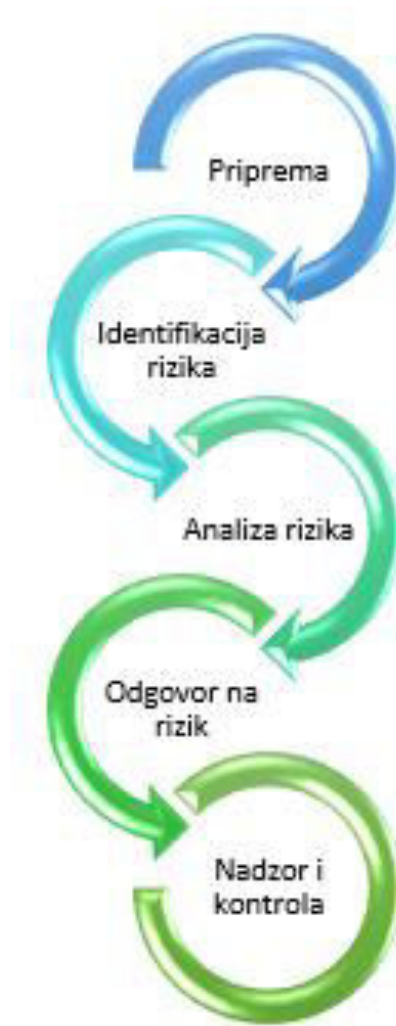 Priprema
Identifikacija
rizika
Analiza rizika
Odgovor na
rizik
Nadzor i
kontrola